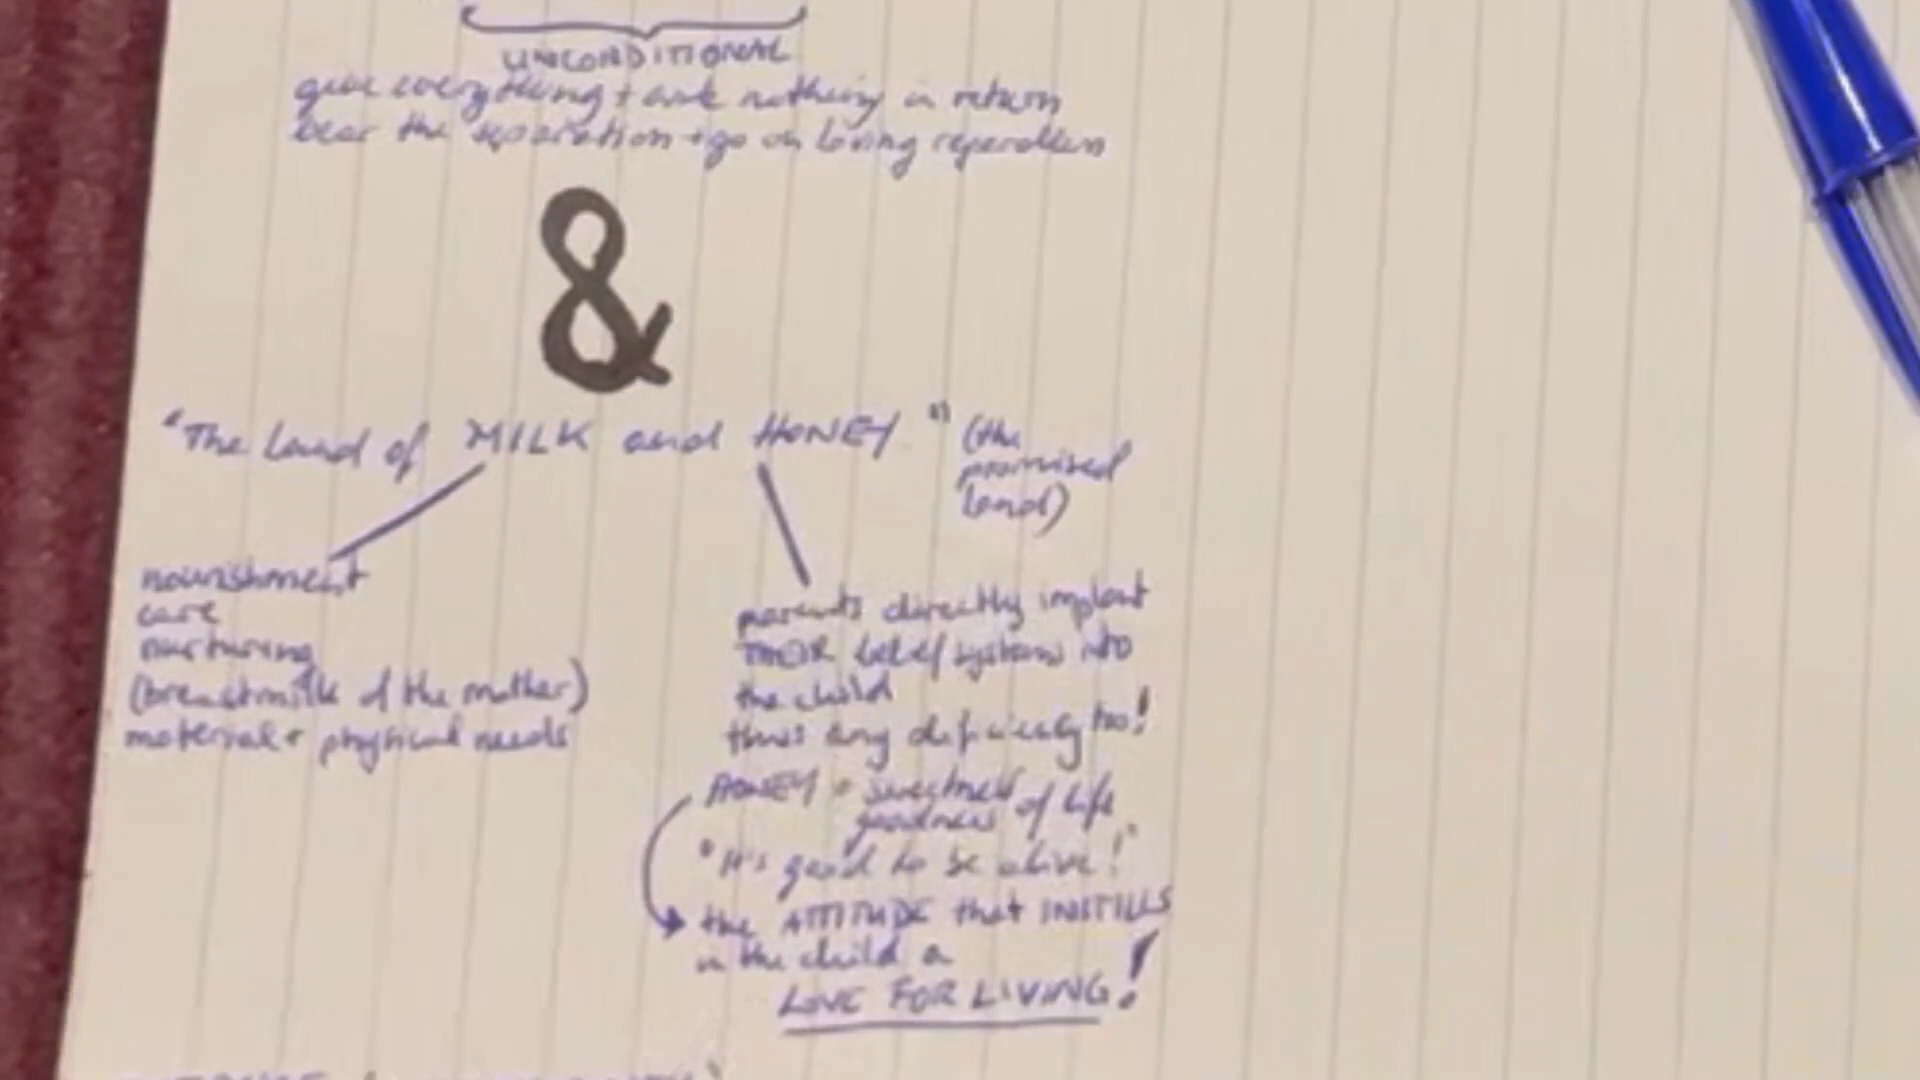 UNCONDITIONAL
give everything + ask nothing in return
bear the separation + go on loving regardless
&
"The Land of MILK and HONEY" (the
promised
land)
nourishment
care
nurturing
(breastmilk of the mother)
material + physical needs
parents directly implant
THEIR belief systems into
the child
thus any deficiency too!
HONEY = sweetness of life
goodness
"It's good to be alive!"
the ATTITUDE that INSTILLS
in the child a
LOVE FOR LIVING!